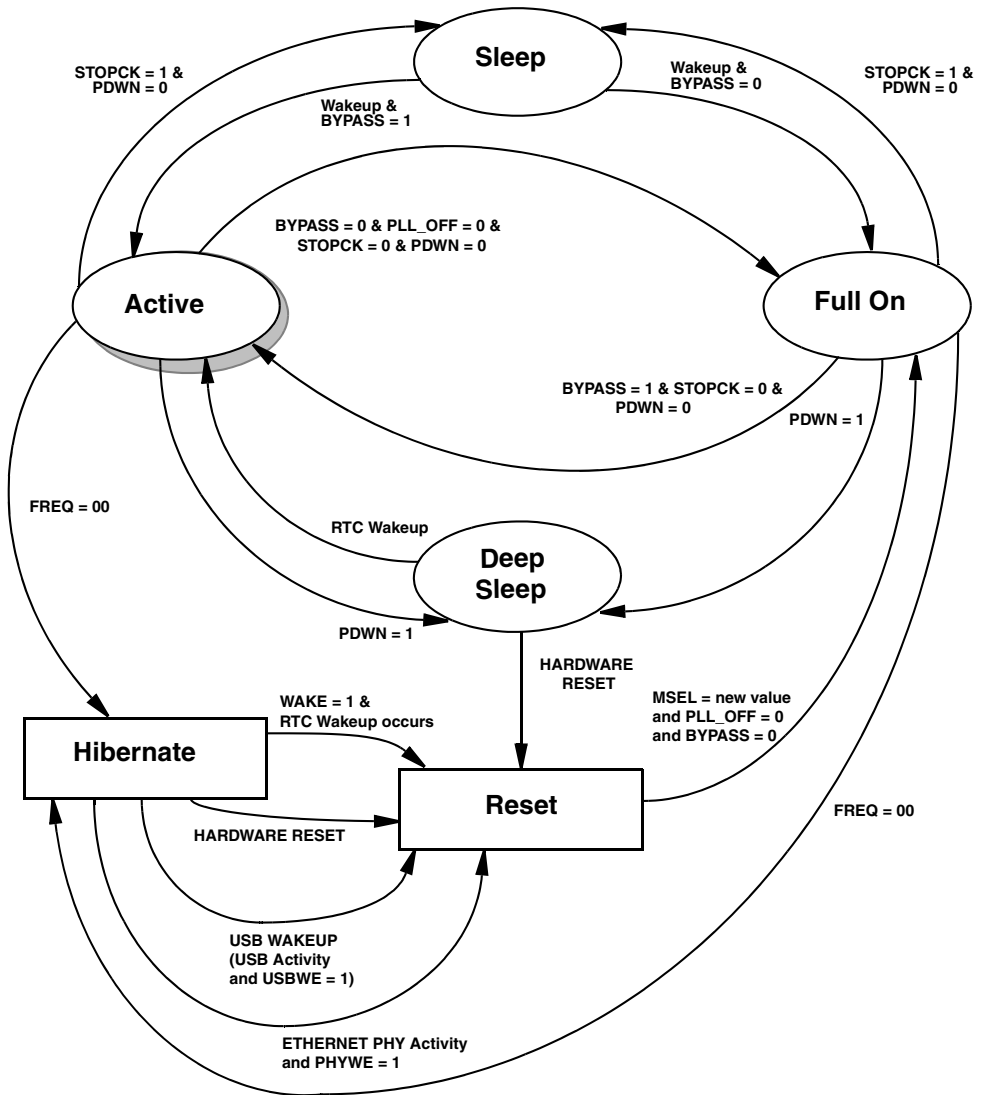 Sleep
STOPCK = 1 &
PDWN = 0
Wakeup &
BYPASS = 1
Wakeup &
BYPASS = 0
STOPCK = 1 &
PDWN = 0
BYPASS = 0 & PLL_OFF = 0 &
STOPCK = 0 & PDWN = 0
Active
Full On
BYPASS = 1 & STOPCK = 0 &
PDWN = 0
PDWN = 1
FREQ = 00
RTC Wakeup
Deep
Sleep
PDWN = 1
HARDWARE
RESET
WAKE = 1 &
RTC Wakeup occurs
MSEL = new value
and PLL_OFF = 0
and BYPASS = 0
Hibernate
Reset
HARDWARE RESET
FREQ = 00
USB WAKEUP
(USB Activity
and USBWE = 1)
ETHERNET PHY Activity
and PHYWE = 1